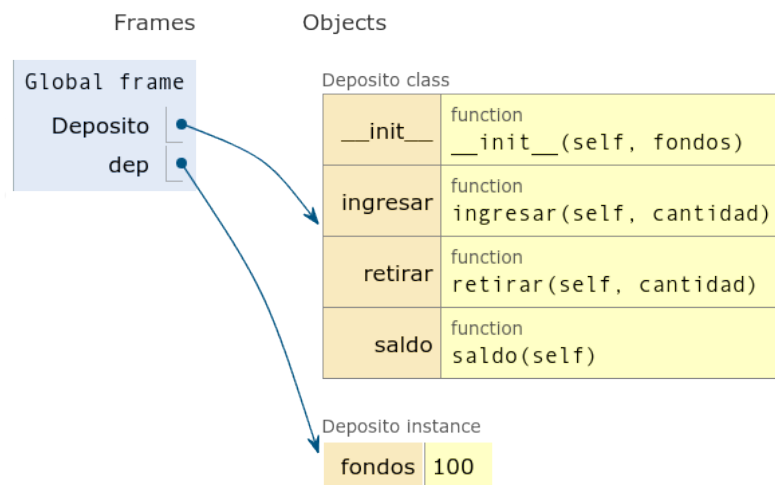 Frames Objects
Global frame
Deposito
dep
Deposito class
__init__ function
__init__(self, fondos)
ingresar function
ingresar(self, cantidad)
retirar function
retirar(self, cantidad)
saldo function
saldo(self)
Deposito instance
fondos 100